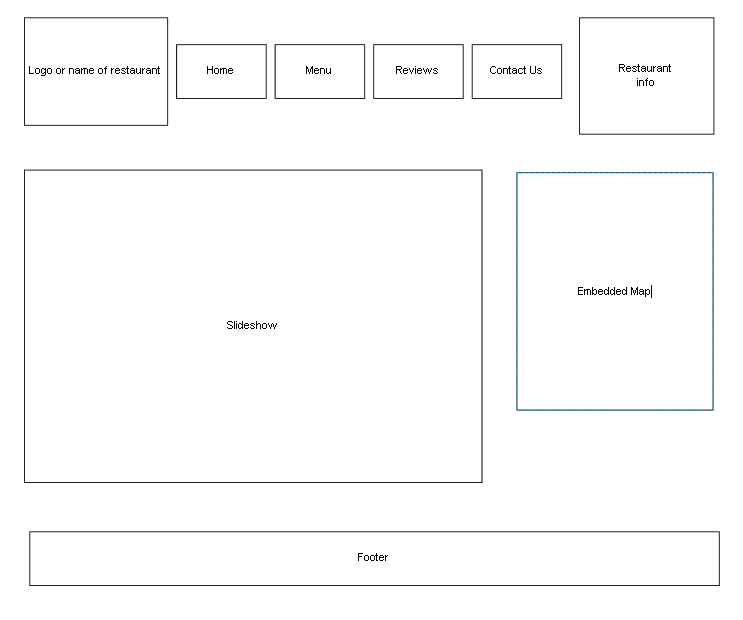 Logo or name of restaurant
Home
Menu
Reviews
Contact Us
Restaurant
info
Slideshow
Embedded Map
Footer